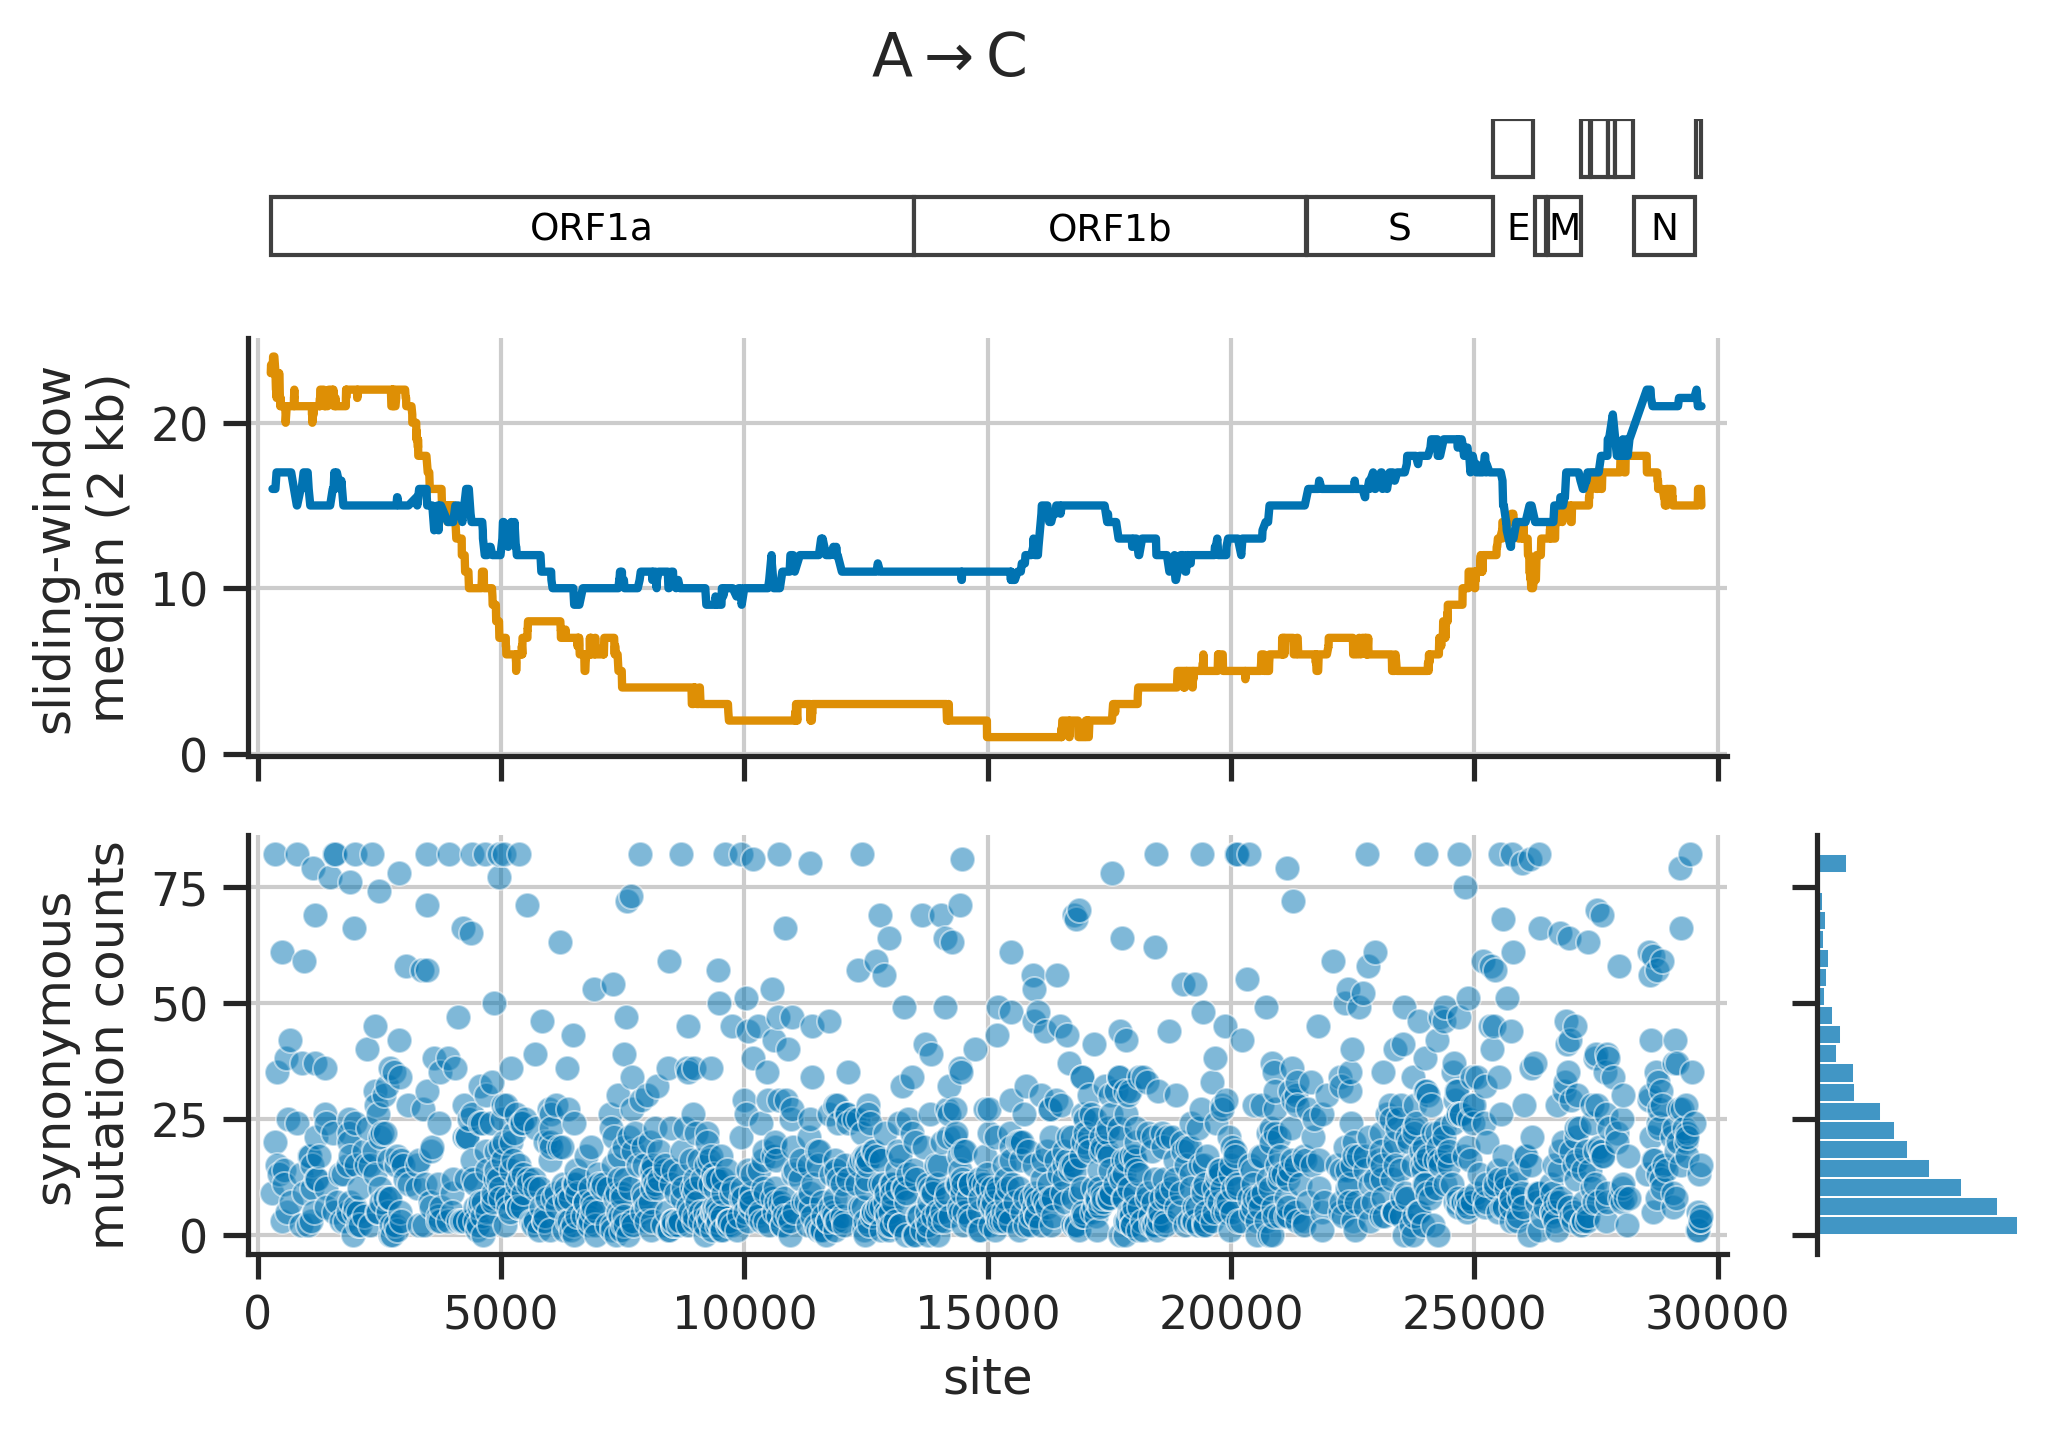 A→C
ORF1a ORF1b S E M N
sliding-window
median (2 kb)
20
10
0
synonymous
mutation counts
75
50
25
0
0 5000 10000 15000 20000 25000 30000
site